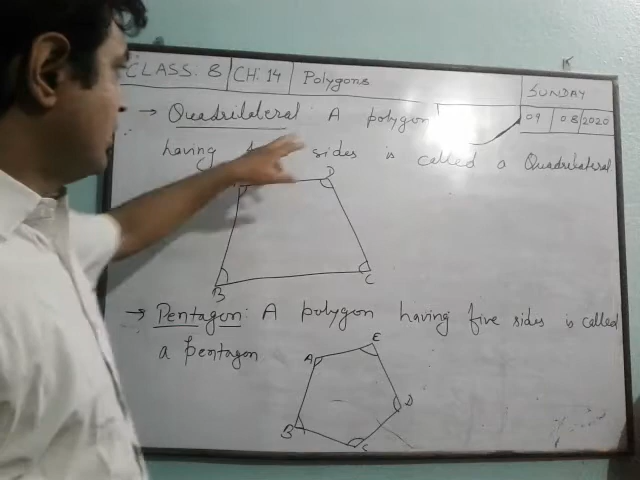 CLASS: 8 CH: 14 Polygons SUNDAY
09 08 2020
→ Quadrilateral: A polygon
having sides is called a Quadrilateral
D
B C
→ Pentagon: A polygon having five sides is called
a pentagon
E
A
D
B
C